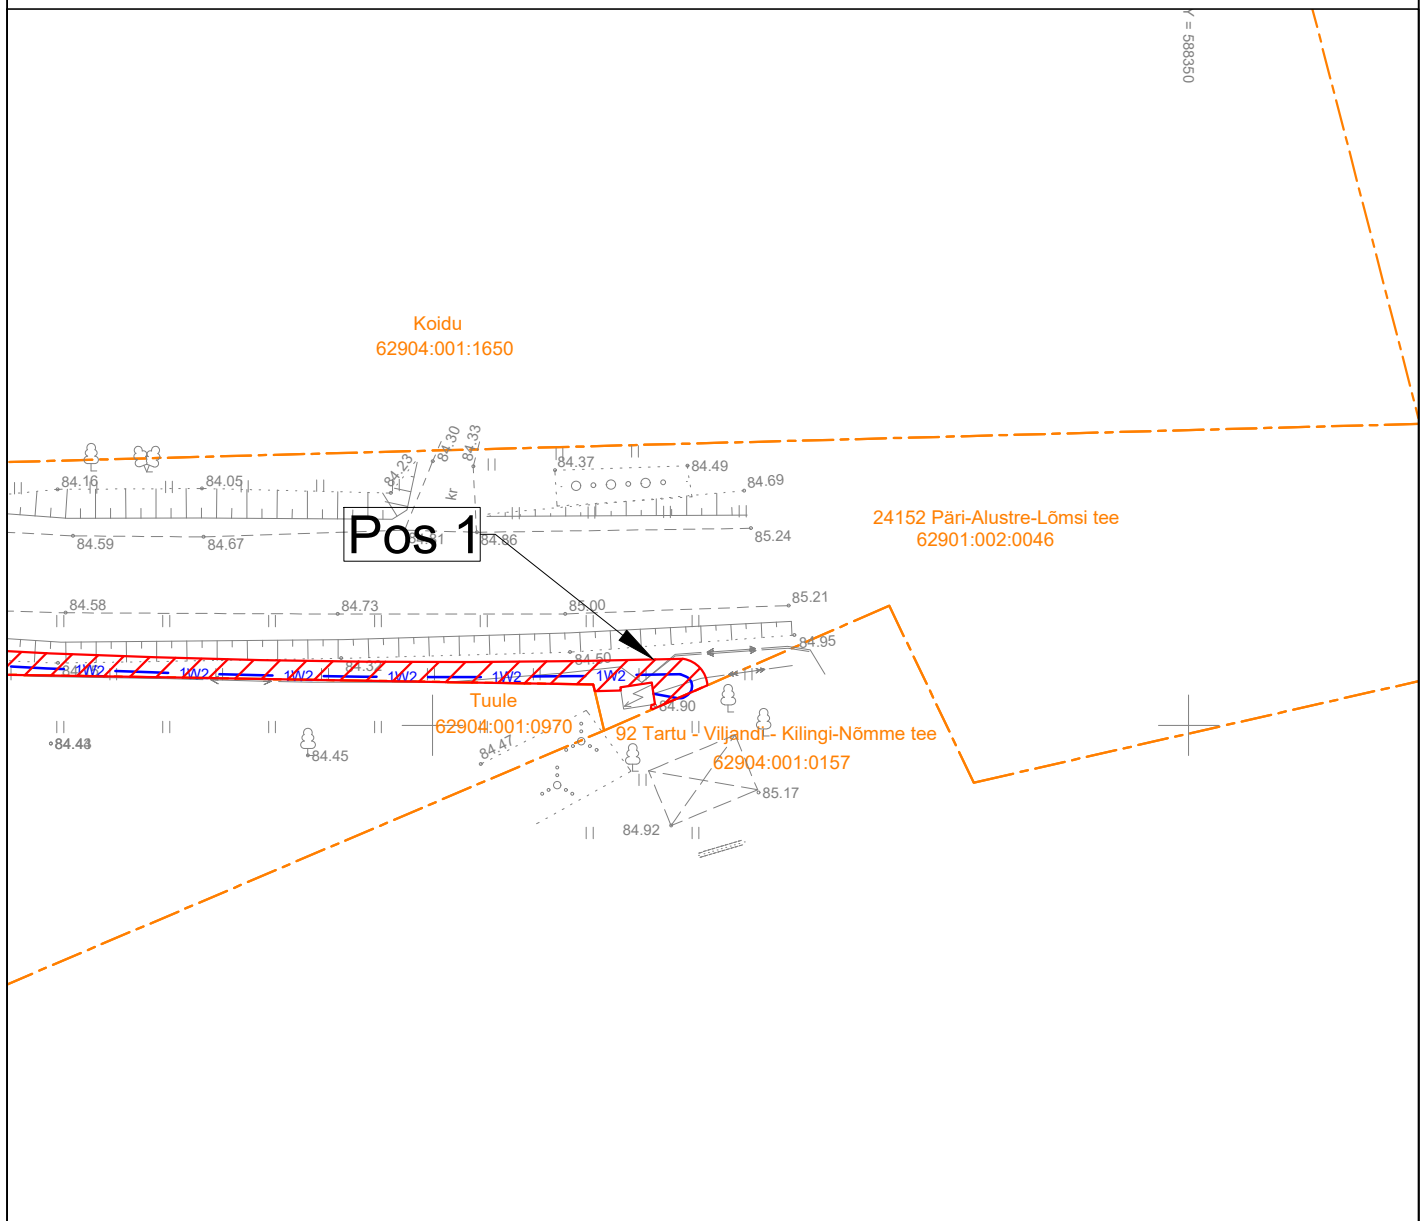 Y = 588350
Koidu
62904:001:1650
84.30
84.33
84.23
84.37
84.49
84.16
84.05
84.69
kr
Pos 1
24152 Päri-Alustre-Lõmsi tee
62901:002:0046
84.59
84.67
84.86
85.24
84.58
84.73
85.00
85.21
84.95
84.50
84.32
1W2
1W2
1W2
1W2
1W2
1W2
Tuule
62904:001:0970
84.90
92 Tartu - Viljandi - Kilingi-Nõmme tee
62904:001:0157
84.45
84.47
85.17
84.92